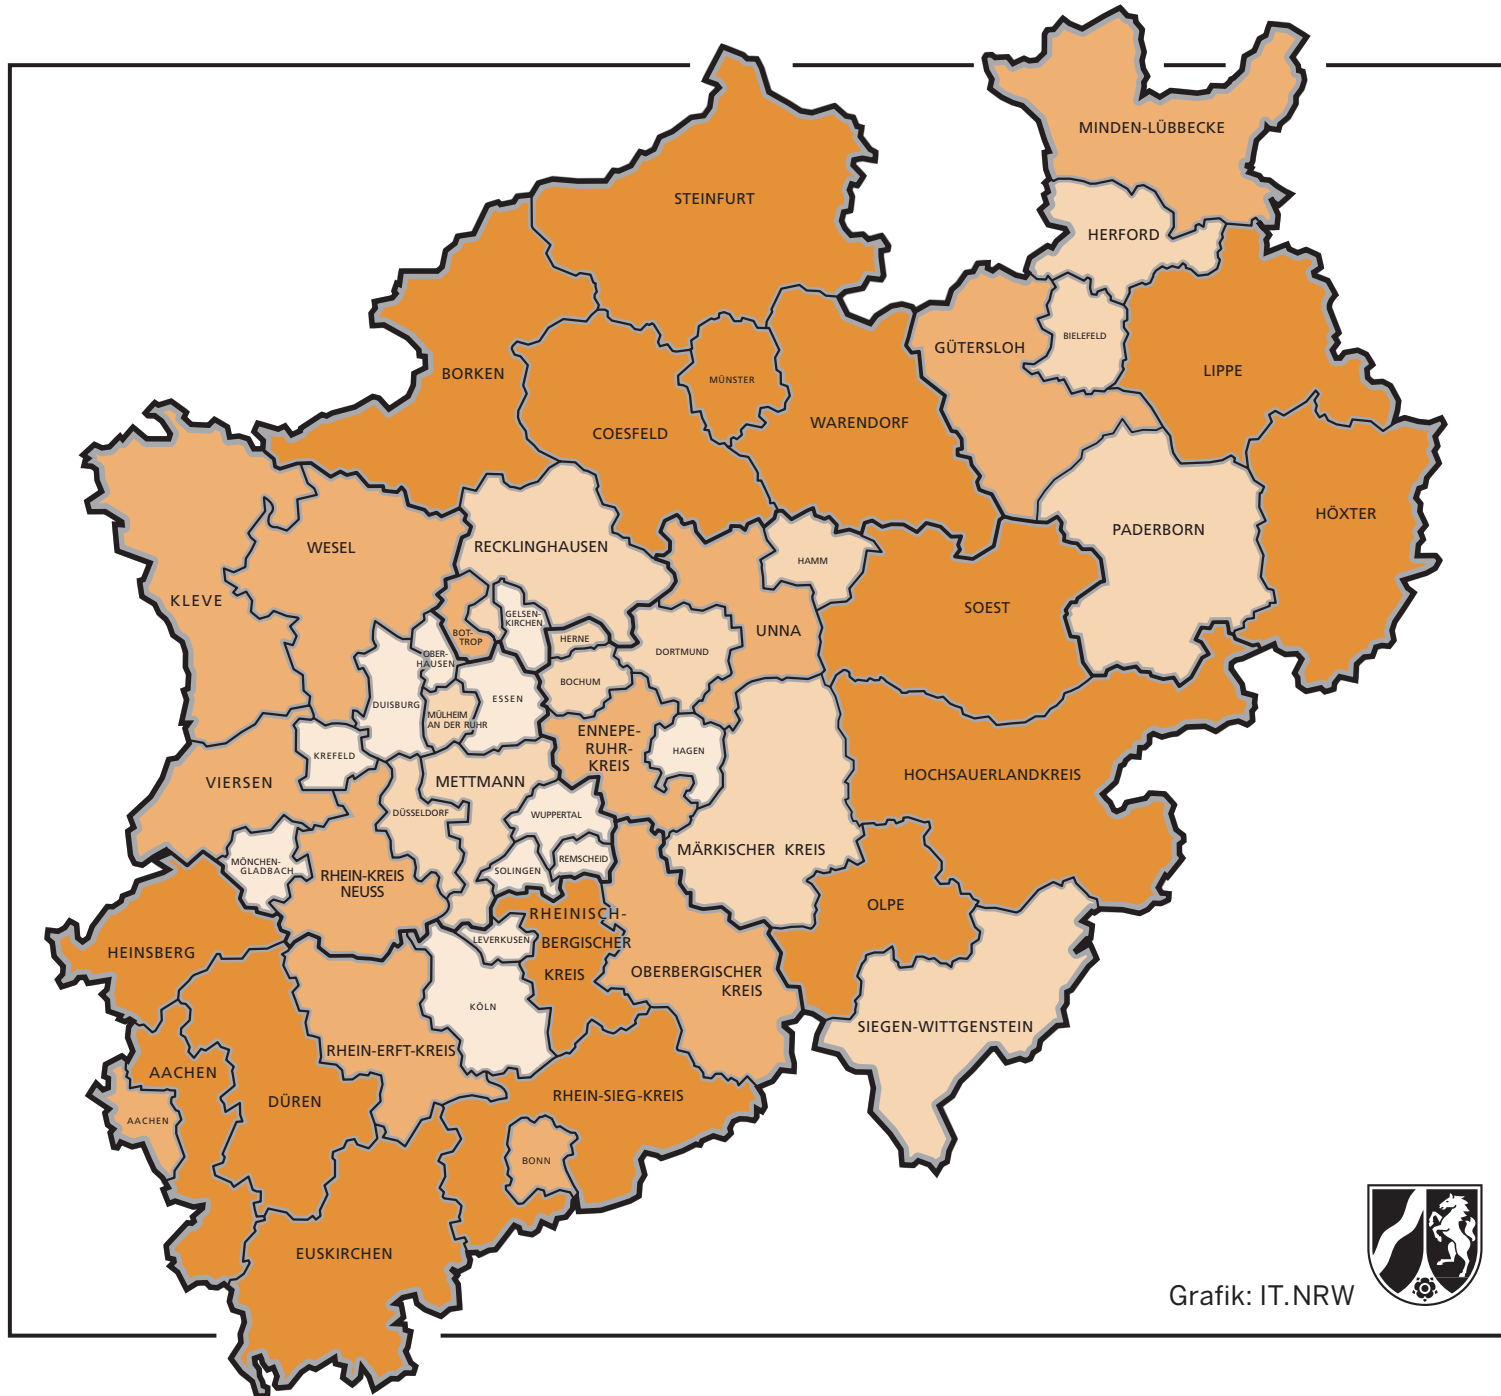 MINDEN-LÜBBECKE
STEINFURT
HERFORD
BIELEFELD
GÜTERSLOH
LIPPE
BORKEN
MÜNSTER
WARENDORF
COESFELD
HÖXTER
PADERBORN
RECKLINGHAUSEN
WESEL
HAMM
KLEVE
SOEST
GELSEN-
KIRCHEN
UNNA
BOT-
TROP
HERNE
DORTMUND
OBER-
HAUSEN
BOCHUM
ESSEN
DUISBURG
MÜLHEIM
AN DER RUHR
ENNEPE-
RUHR-
KREIS
HAGEN
KREFELD
HOCHSAUERLANDKREIS
VIERSEN
METTMANN
DÜSSELDORF
WUPPERTAL
MÄRKISCHER KREIS
REMSCHEID
MÖNCHEN-
GLADBACH
SOLINGEN
RHEIN-KREIS
NEUSS
OLPE
RHEINISCH-
BERGISCHER
KREIS
LEVERKUSEN
HEINSBERG
OBERBERGISCHER
KREIS
KÖLN
SIEGEN-WITTGENSTEIN
RHEIN-ERFT-KREIS
AACHEN
DÜREN
RHEIN-SIEG-KREIS
AACHEN
BONN
EUSKIRCHEN
Grafik: IT.NRW